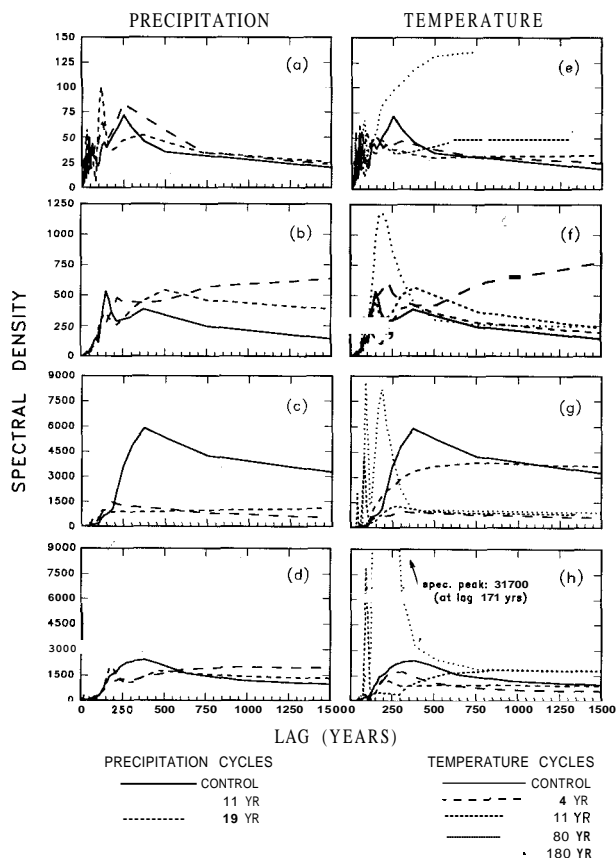 PRECIPITATION TEMPERATURE
150
125
100
75
50
25
0
(a)
(e)
1250
1000
750
500
250
0
(b)
(f)
9000
7500
6000
4500
3000
1500
0
(c)
(g)
9000
7500
6000
4500
3000
1500
0
(d)
(h)
spec. peak: 31700
(at lag 171 yrs)
SPECTRAL DENSITY
0 250 500 750 1000 1250 1500 250 500 750 1000 1250 1500
LAG (YEARS)
PRECIPITATION CYCLES
CONTROL
11 YR
19 YR
TEMPERATURE CYCLES
CONTROL
4 YR
11 YR
80 YR
180 YR